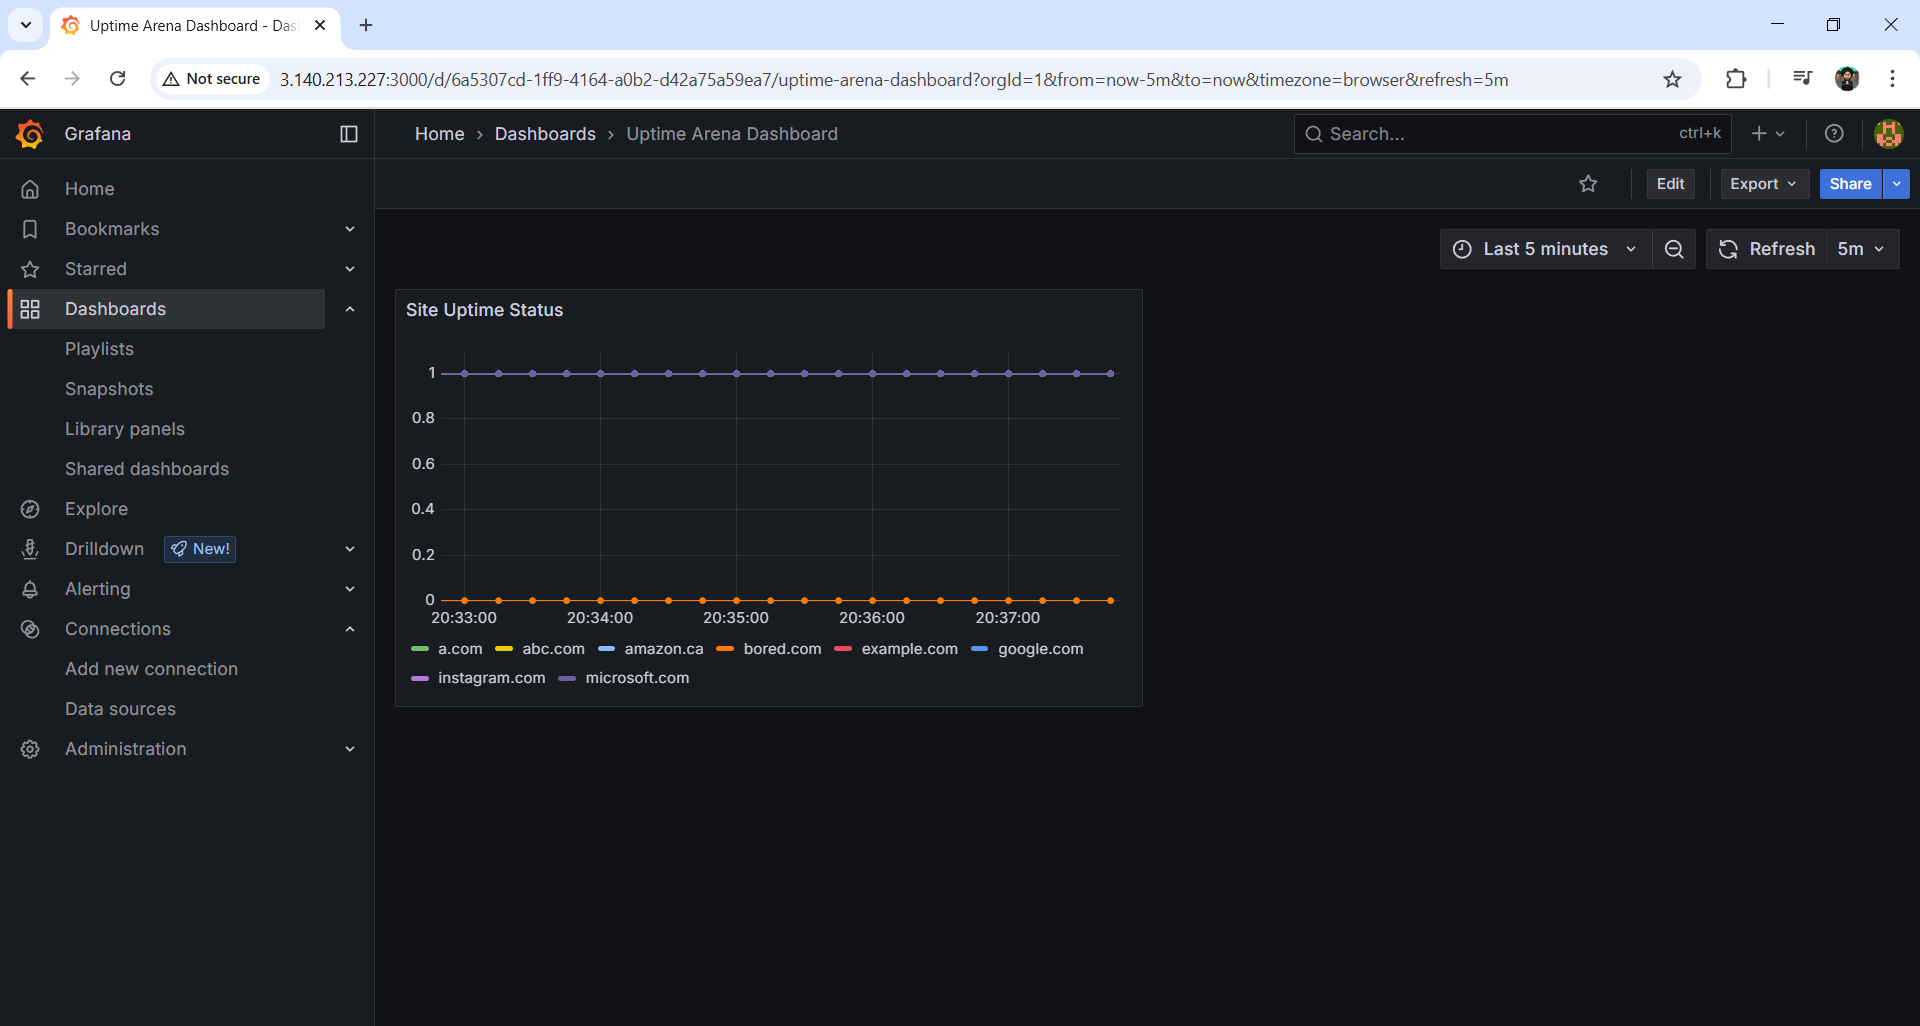 Uptime Arena Dashboard - Das
Not secure
3.140.213.227:3000/d/6a5307cd-1ff9-4164-a0b2-d42a75a59ea7/uptime-arena-dashboard?orgId=1&from=now-5m&to=now&timezone=browser&refresh=5m
Grafana
Home › Dashboards › Uptime Arena Dashboard
Search... ctrl+k
Edit Export Share
Home
Bookmarks
Starred
Dashboards
Playlists
Snapshots
Library panels
Shared dashboards
Explore
Drilldown New!
Alerting
Connections
Add new connection
Data sources
Administration
Last 5 minutes Refresh 5m
Site Uptime Status
1
0.8
0.6
0.4
0.2
0
20:33:00 20:34:00 20:35:00 20:36:00 20:37:00
a.com abc.com amazon.ca bored.com example.com google.com
instagram.com microsoft.com